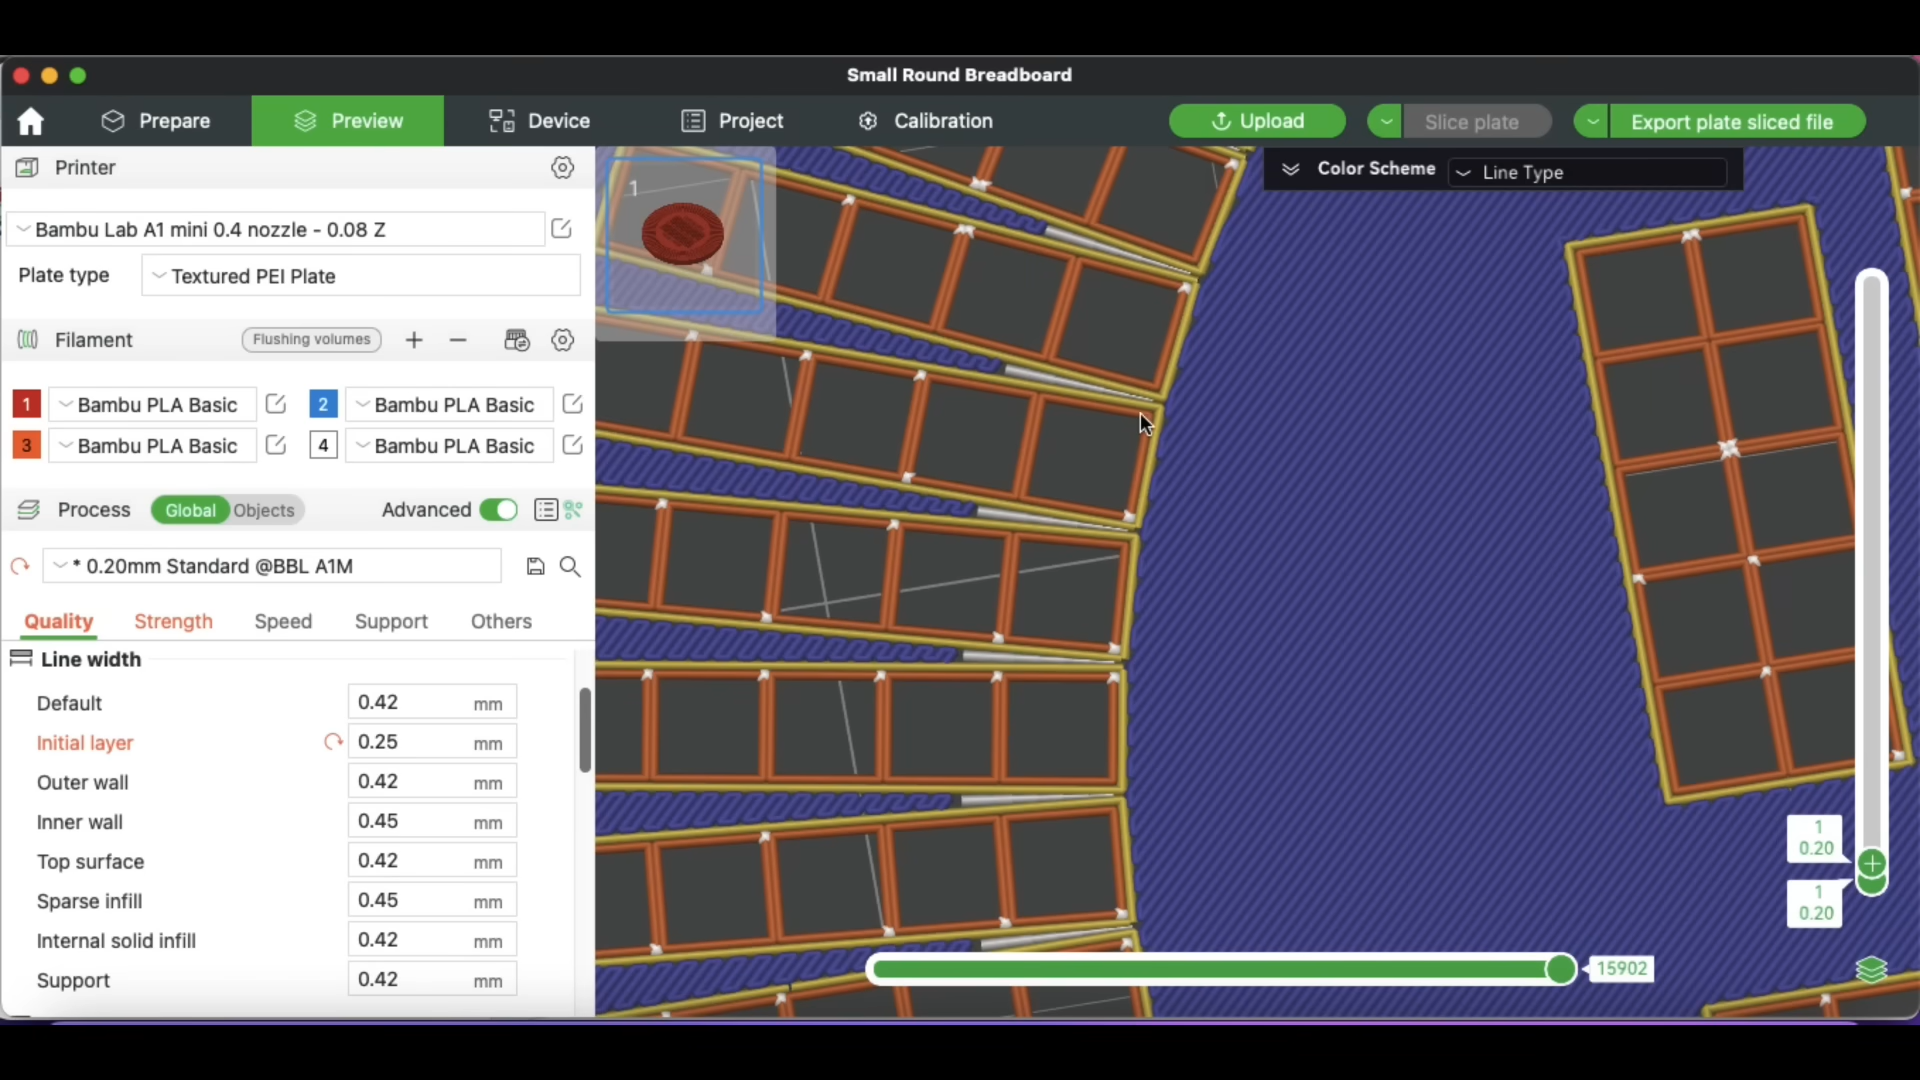 Small Round Breadboard
Prepare
Preview
Device
Project
Calibration
Upload
Slice plate
Export plate sliced file
Printer
Bambu Lab A1 mini 0.4 nozzle - 0.08 Z
Plate type
Textured PEI Plate
Filament
Flushing volumes
1 Bambu PLA Basic
2 Bambu PLA Basic
3 Bambu PLA Basic
4 Bambu PLA Basic
Process
Global
Objects
Advanced
* 0.20mm Standard @BBL A1M
Quality
Strength
Speed
Support
Others
Line width
Default 0.42 mm
Initial layer 0.25 mm
Outer wall 0.42 mm
Inner wall 0.45 mm
Top surface 0.42 mm
Sparse infill 0.45 mm
Internal solid infill 0.42 mm
Support 0.42 mm
1
Color Scheme
Line Type
1
0.20
1
0.20
15902